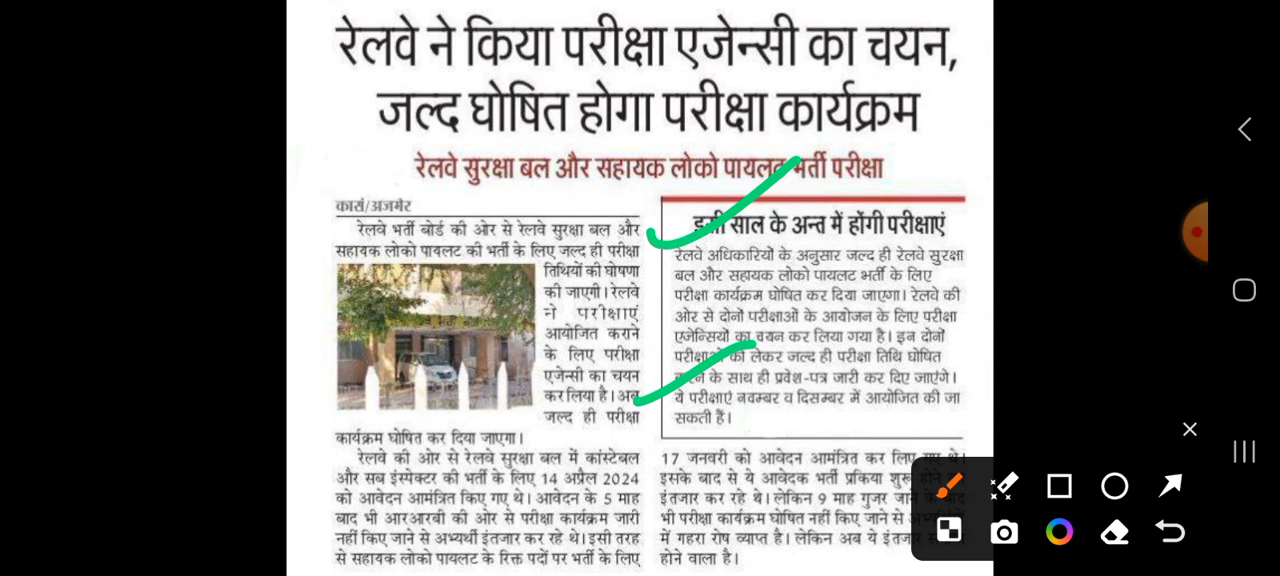 रेलवे ने किया परीक्षा एजेन्सी का चयन,
जल्द घोषित होगा परीक्षा कार्यक्रम
रेलवे सुरक्षा बल और सहायक लोको पायलट भर्ती परीक्षा
कासं/अजमेर
रेलवे भर्ती बोर्ड की ओर से रेलवे सुरक्षा बल और
सहायक लोको पायलट की भर्ती के लिए जल्द ही परीक्षा
तिथियों की घोषणा
की जाएगी। रेलवे
ने परीक्षाएं
आयोजित कराने
के लिए परीक्षा
एजेन्सी का चयन
कर लिया है। अब
जल्द ही परीक्षा
कार्यक्रम घोषित कर दिया जाएगा।
रेलवे की ओर से रेलवे सुरक्षा बल में कांस्टेबल
और सब इंस्पेक्टर की भर्ती के लिए 14 अप्रैल 2024
को आवेदन आमंत्रित किए गए थे। आवेदन के 5 माह
बाद भी आरआरबी की ओर से परीक्षा कार्यक्रम जारी
नहीं किए जाने से अभ्यर्थी इंतजार कर रहे थे। इसी तरह
से सहायक लोको पायलट के रिक्त पदों पर भर्ती के लिए
इसी साल के अन्त में होंगी परीक्षाएं
रेलवे अधिकारियों के अनुसार जल्द ही रेलवे सुरक्षा
बल और सहायक लोको पायलट भर्ती के लिए
परीक्षा कार्यक्रम घोषित कर दिया जाएगा। रेलवे की
ओर से दोनों परीक्षाओं के आयोजन के लिए परीक्षा
एजेन्सियों का चयन कर लिया गया है। इन दोनों
परीक्षाओं को लेकर जल्द ही परीक्षा तिथि घोषित
करने के साथ ही प्रवेश-पत्र जारी कर दिए जाएंगे।
ये परीक्षाएं नवम्बर व दिसम्बर में आयोजित की जा
सकती हैं।
17 जनवरी को आवेदन आमंत्रित कर लिए गए थे।
इसके बाद से ये आवेदक भर्ती प्रकिया शुरू होने
इंतजार कर रहे थे। लेकिन 9 माह गुजर जाने के बाद
भी परीक्षा कार्यक्रम घोषित नहीं किए जाने से
में गहरा रोष व्याप्त है। लेकिन अब ये इंतजार
होने वाला है।